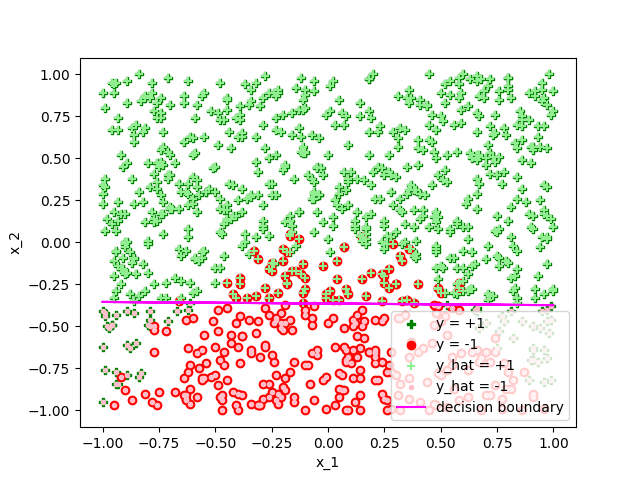 1.00
0.75
0.50
0.25
0.00
−0.25
−0.50
−0.75
−1.00
x_2
y = +1
y = -1
y_hat = +1
y_hat = -1
decision boundary
−1.00 −0.75 −0.50 −0.25 0.00 0.25 0.50 0.75 1.00
x_1